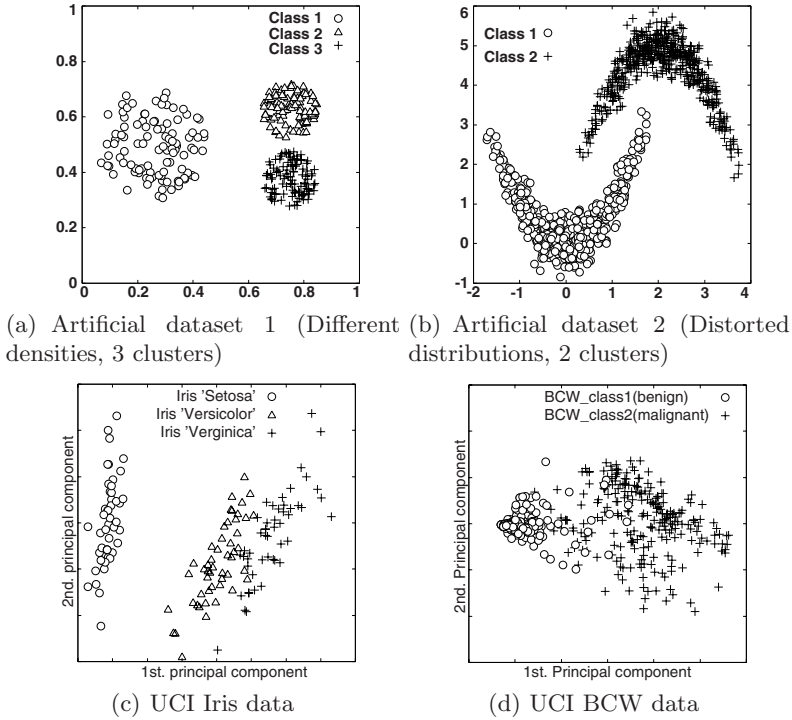 1
0.8
0.6
0.4
0.2
0
0 0.2 0.4 0.6 0.8 1
Class 1
Class 2
Class 3
6
5
4
3
2
1
0
-1
-2 -1 0 1 2 3 4
Class 1
Class 2
(a) Artificial dataset 1 (Different densities, 3 clusters)
(b) Artificial dataset 2 (Distorted distributions, 2 clusters)
Iris 'Setosa'
Iris 'Versicolor'
Iris 'Verginica'
2nd. principal component
1st. principal component
BCW_class1(benign)
BCW_class2(malignant)
2nd. Principal component
1st. Principal component
(c) UCI Iris data
(d) UCI BCW data